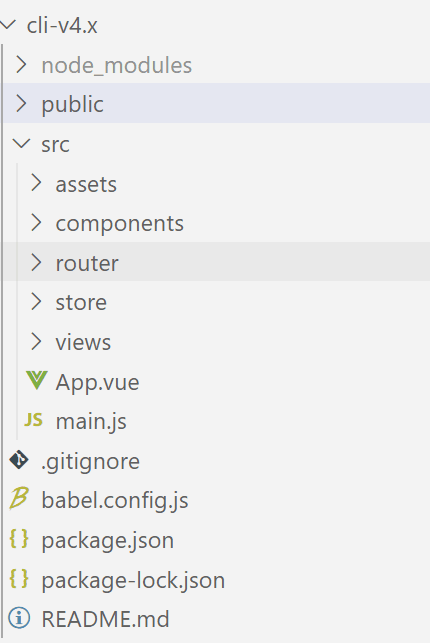 cli-v4.x
node_modules
public
src
assets
components
router
store
views
App.vue
JS main.js
.gitignore
B babel.config.js
{} package.json
{} package-lock.json
README.md